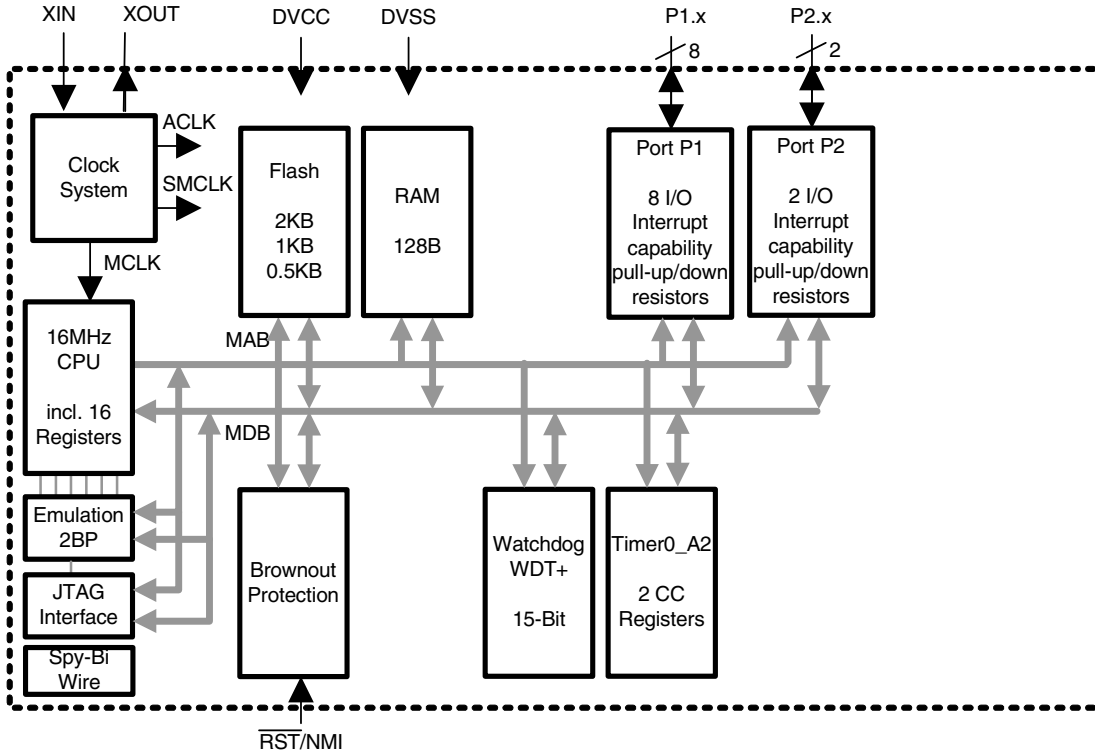 XIN
XOUT
DVCC
DVSS
P1.x
P2.x
8
2
Clock
System
ACLK
SMCLK
MCLK
Flash
2KB
1KB
0.5KB
RAM
128B
Port P1
8 I/O
Interrupt
capability
pull-up/down
resistors
Port P2
2 I/O
Interrupt
capability
pull-up/down
resistors
16MHz
CPU
incl. 16
Registers
MAB
MDB
Emulation
2BP
JTAG
Interface
Spy-Bi
Wire
Brownout
Protection
Watchdog
WDT+
15-Bit
Timer0_A2
2 CC
Registers
RST/NMI